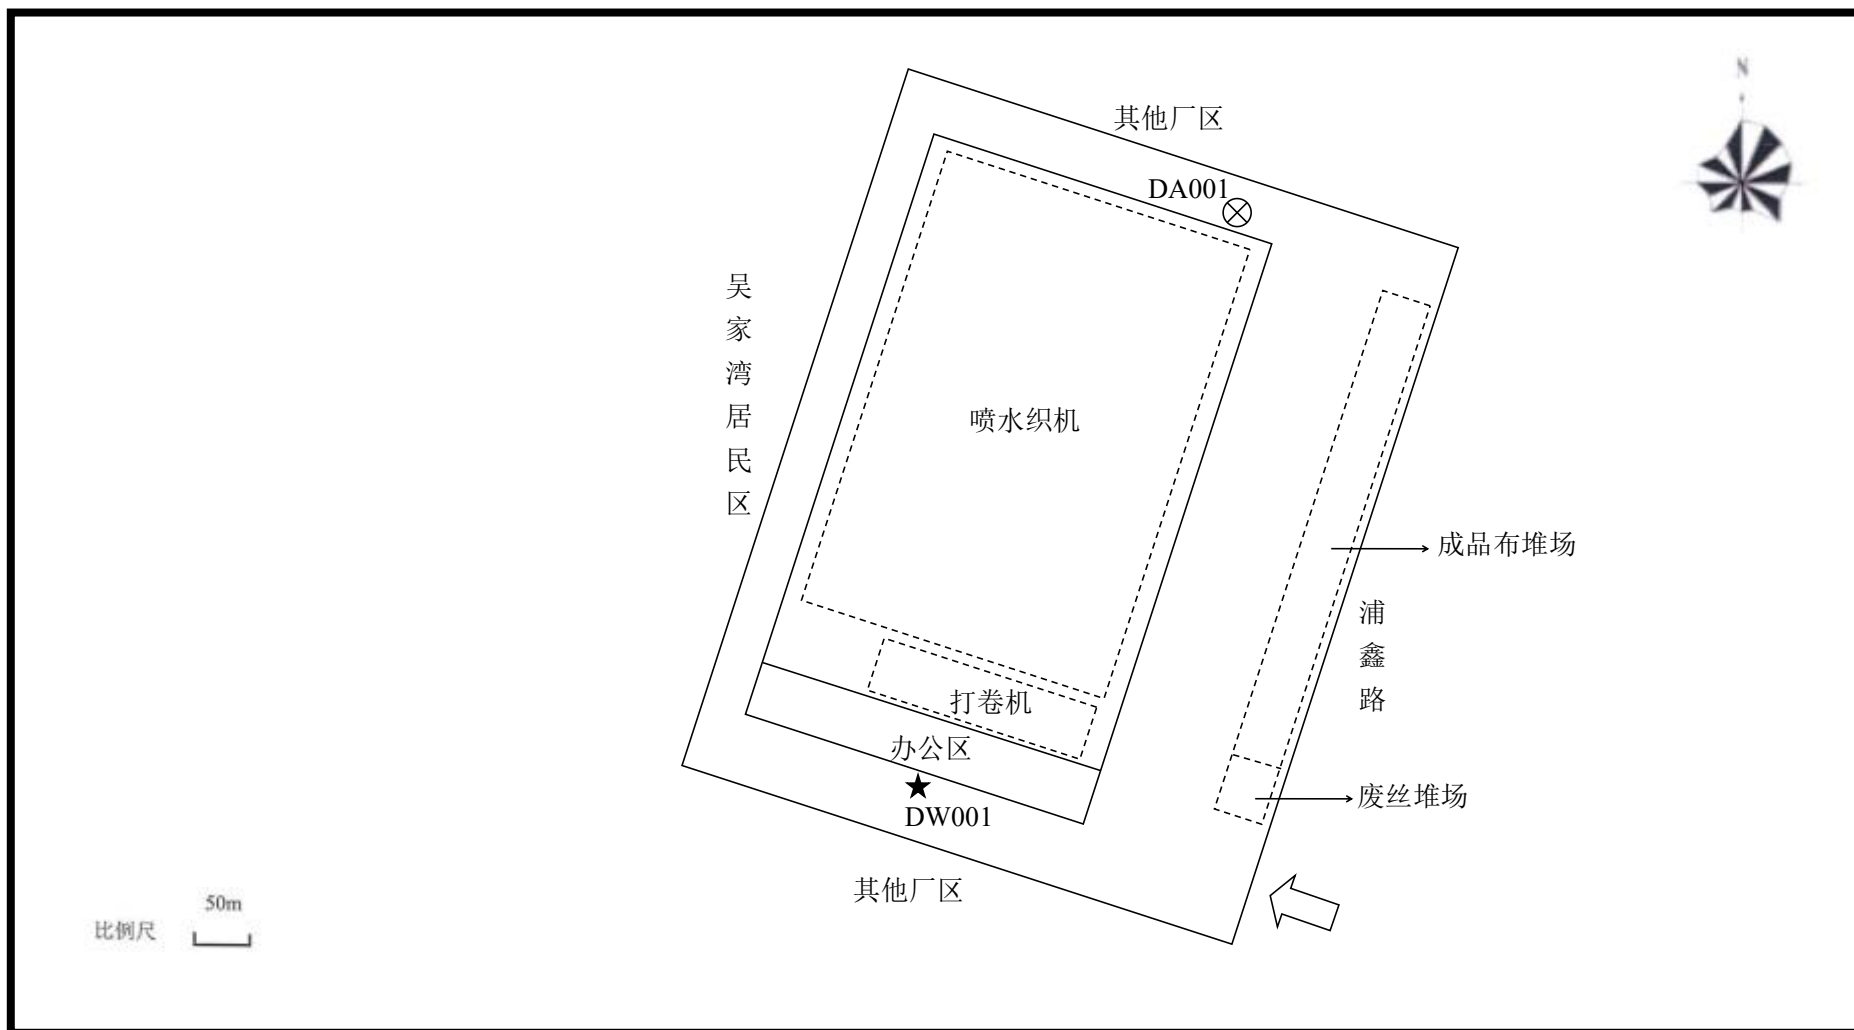 N
其他厂区
DA001
吴家湾居民区
喷水织机
成品布堆场
浦鑫路
打卷机
办公区
废丝堆场
DW001
其他厂区
50m
比例尺